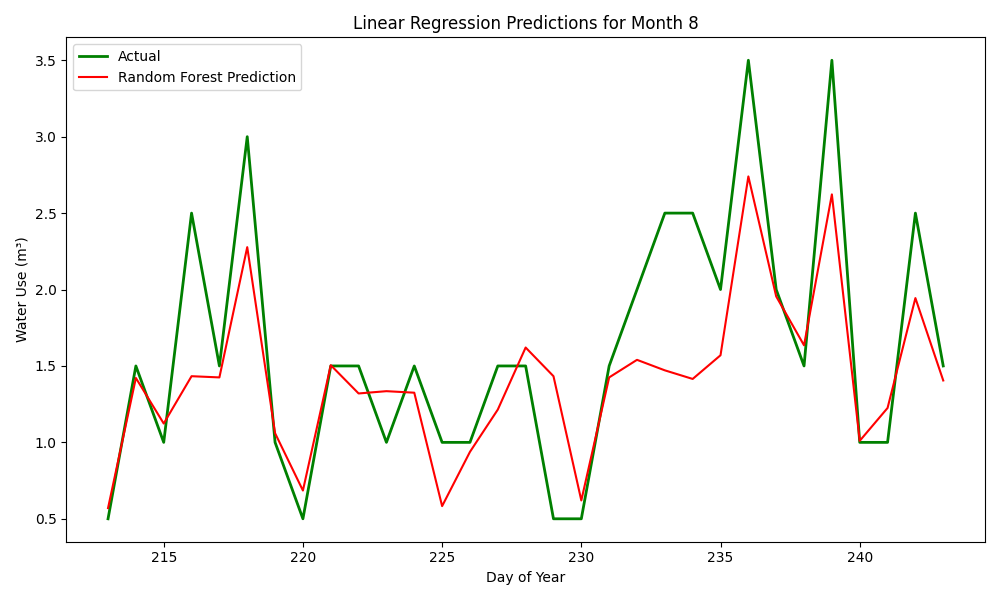 Linear Regression Predictions for Month 8
Actual
Random Forest Prediction
3.5
3.0
2.5
2.0
1.5
1.0
0.5
Water Use (m³)
215 220 225 230 235 240
Day of Year